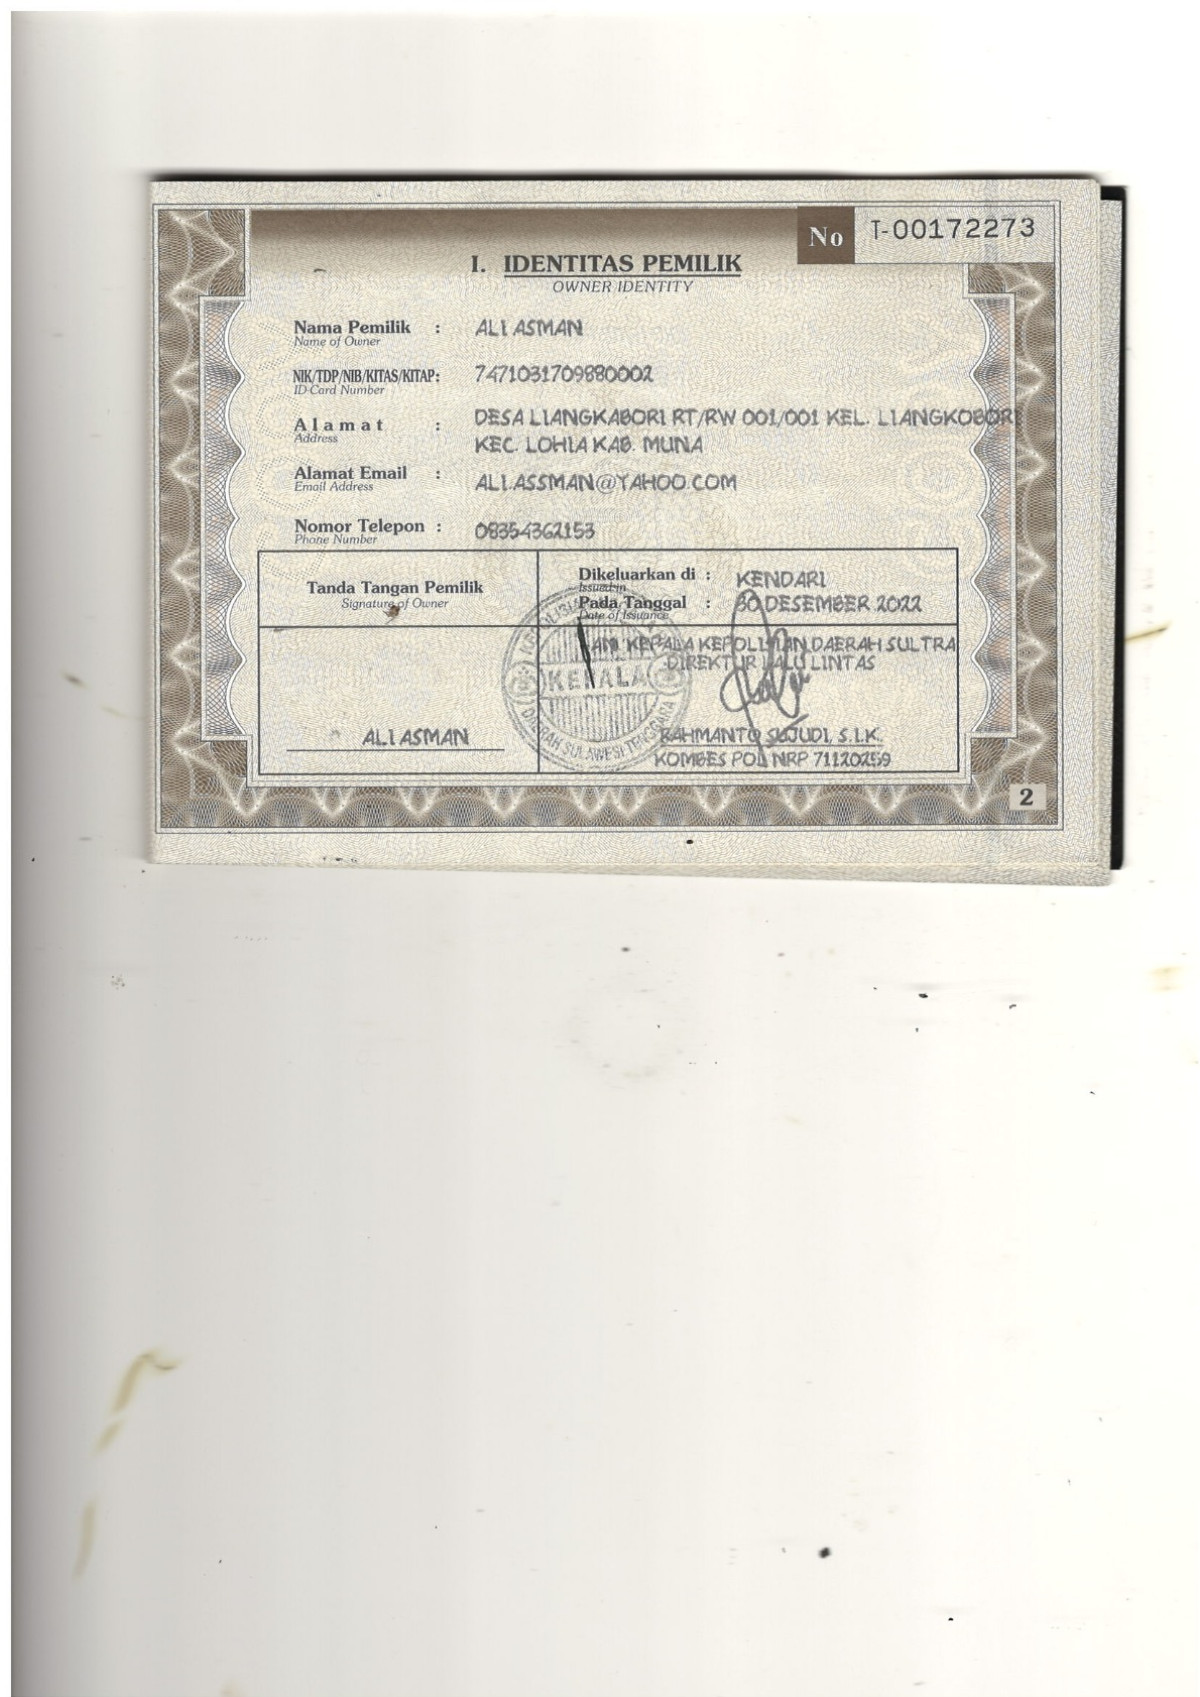 No T-00172273
I. IDENTITAS PEMILIK
OWNER IDENTITY
Nama Pemilik : ALI ASMAN
Name of Owner
NIK/TDP/NIB/KITAS/KITAP: 7471031709880002
ID Card Number
Alamat : DESA LIANGKABORI RT/RW 001/001 KEL. LIANGKOBORI
Address
KEC. LOHIA KAB. MUNA
Alamat Email : ALI.ASSMAN@YAHOO.COM
Email Address
Nomor Telepon : 08354362153
Phone Number
Tanda Tangan Pemilik
Signature of Owner
ALI ASMAN
Dikeluarkan di : KENDARI
Issued in
Pada Tanggal : 30 DESEMBER 2022
Date of Issuance
KEPALA KEPOLISIAN DAERAH SULTRA
DIREKTUR LALU LINTAS
KEPALA
DAERAH SULAWESI TENGGARA
RAHMANTO SUJUDI, S.I.K.
KOMBES POL NRP 71120259
2